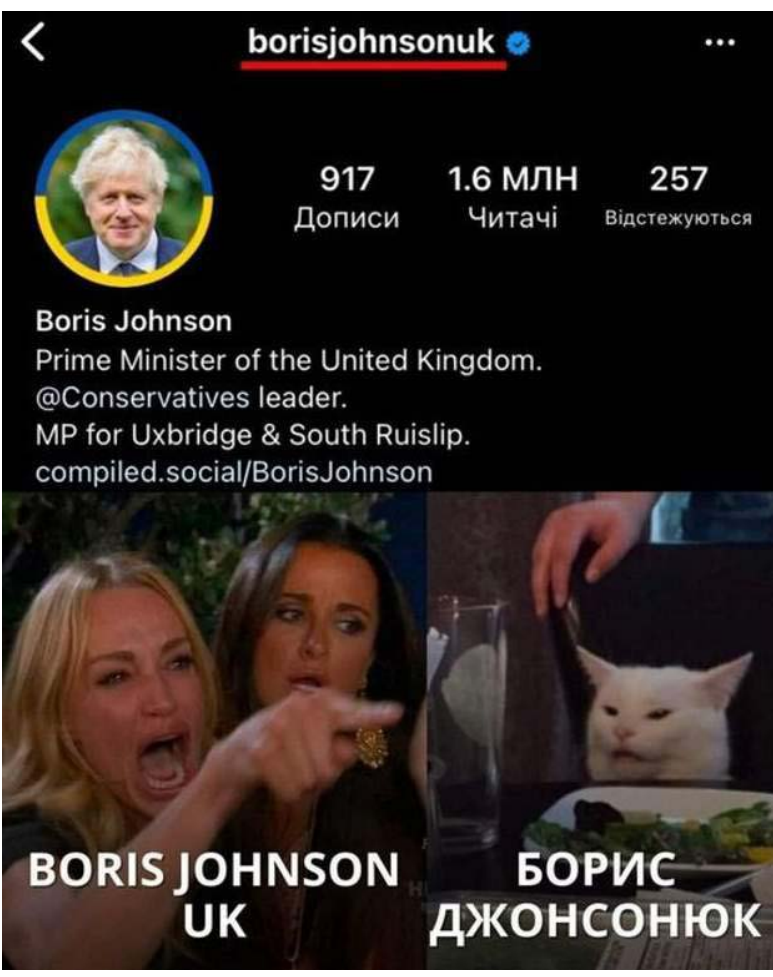 borisjohnsonuk
917
1.6 МЛН
257
Дописи
Читачі
Відстежуються
Boris Johnson
Prime Minister of the United Kingdom.
@Conservatives leader.
MP for Uxbridge & South Ruislip.
compiled.social/BorisJohnson
BORIS JOHNSON
UK
БОРИС
ДЖОНСОНЮК